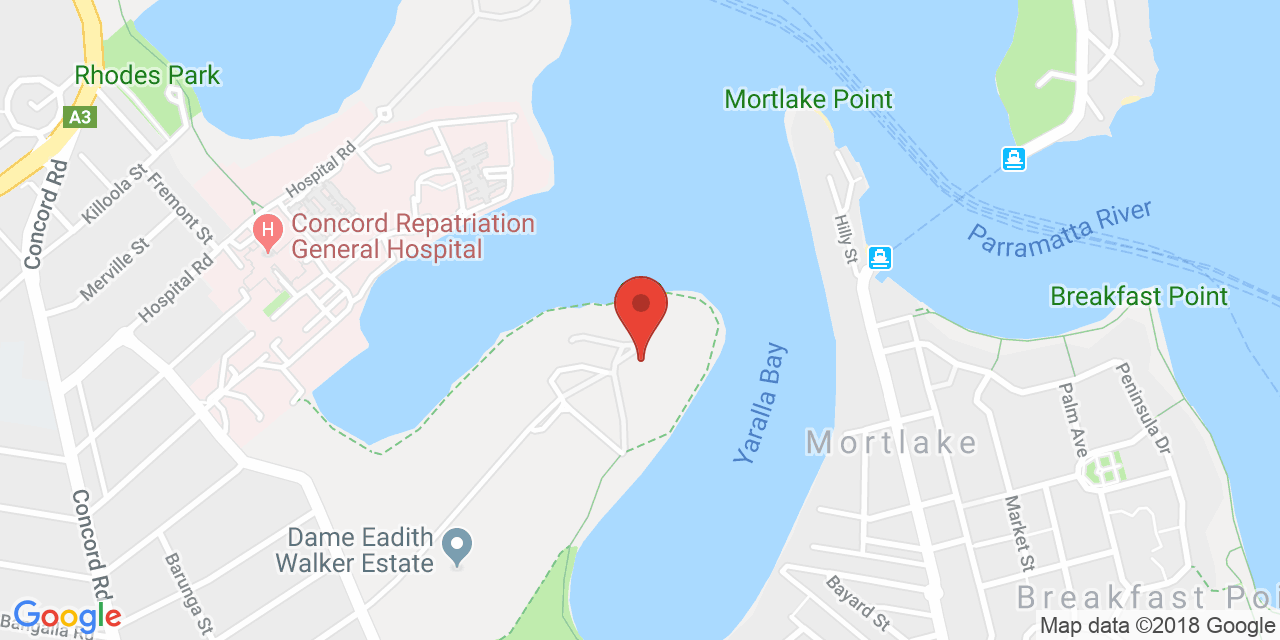 Rhodes Park
A3
Concord Rd
Killoola St
Fremont St
Merville St
Hospital Rd
Hospital Rd
H
Concord Repatriation
General Hospital
Mortlake Point
Hilly St
Parramatta River
Breakfast Point
Yaralla Bay
Mortlake
Palm Ave
Peninsula Dr
Market St
Bayard St
Dame Eadith
Walker Estate
Concord Rd
Barunga St
Bangalla Rd
Breakfast Poi
Google
Map data ©2018 Google